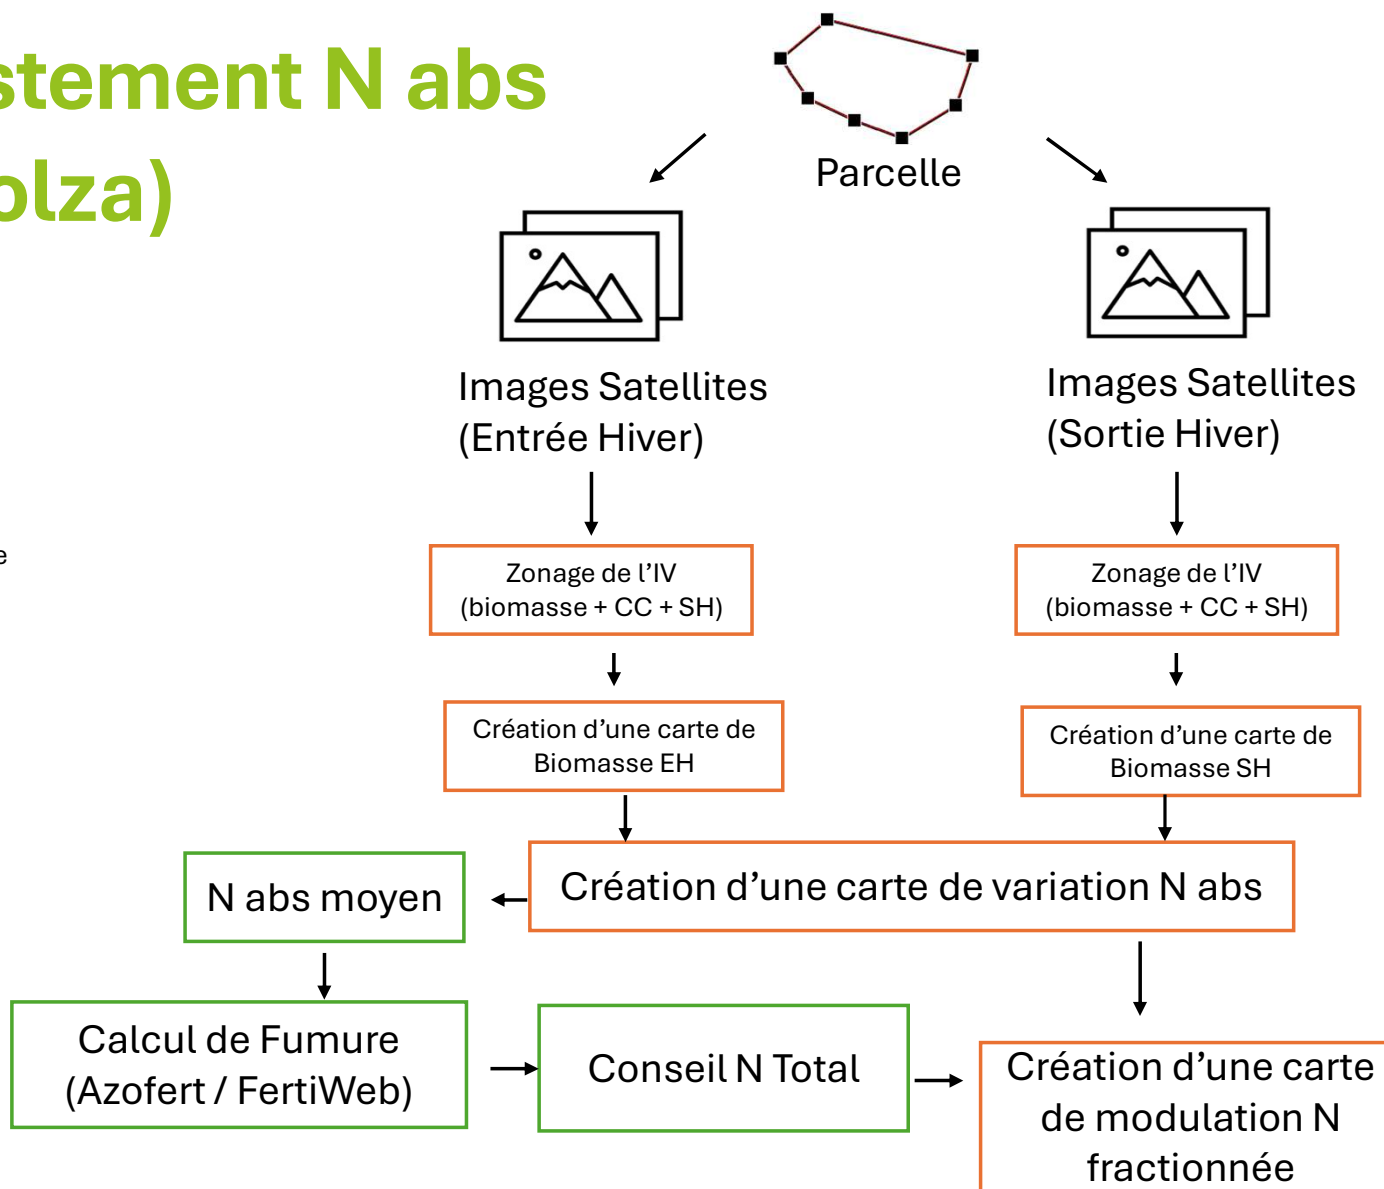 stement N abs
olza)
Parcelle
Images Satellites
(Entrée Hiver)
Images Satellites
(Sortie Hiver)
e
Zonage de l’IV
(biomasse + CC + SH)
Zonage de l’IV
(biomasse + CC + SH)
Création d’une carte de
Biomasse EH
Création d’une carte de
Biomasse SH
N abs moyen
Création d’une carte de variation N abs
Calcul de Fumure
(Azofert / FertiWeb)
Conseil N Total
Création d’une carte
de modulation N
fractionnée